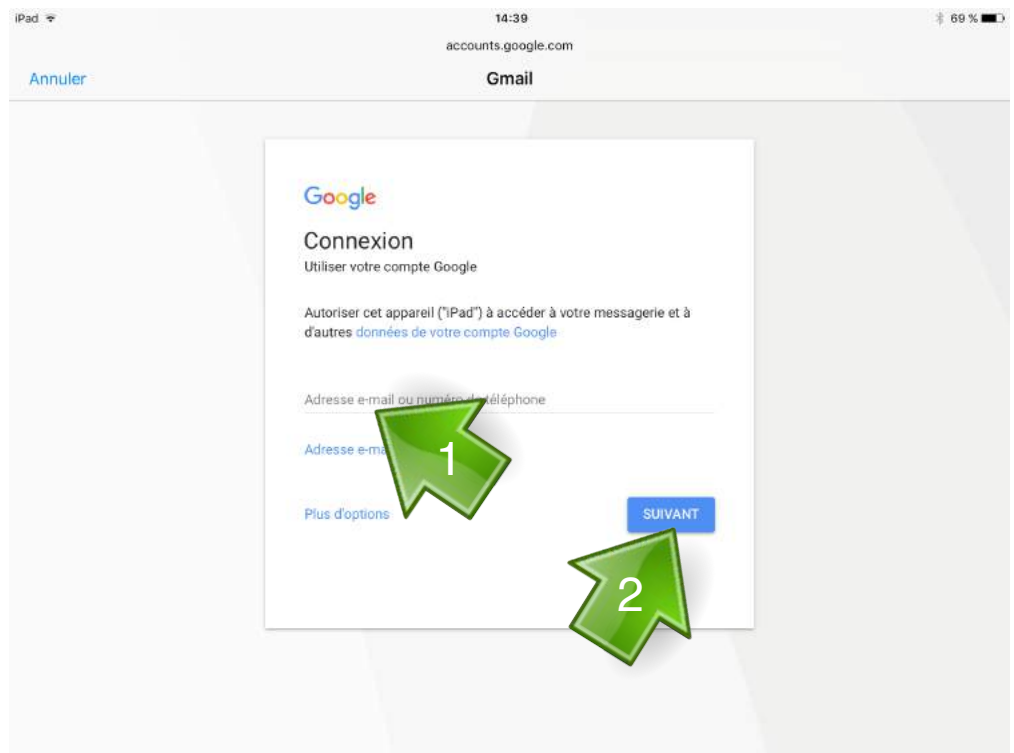 iPad 14:39 69 %
accounts.google.com
Annuler Gmail
Google
Connexion
Utiliser votre compte Google
Autoriser cet appareil ("iPad") à accéder à votre messagerie et à
d'autres données de votre compte Google
Adresse e-mail ou numéro de téléphone
Adresse
1
Plus d'options SUIVANT
2